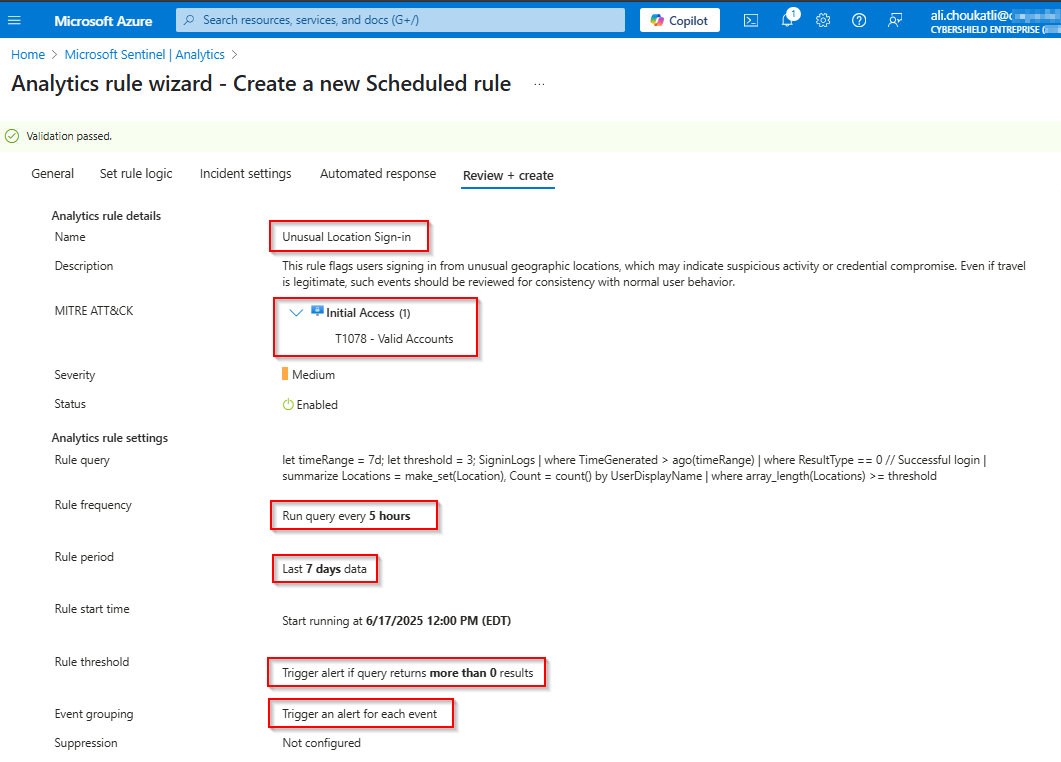 Microsoft Azure
Search resources, services, and docs (G+/)
Copilot
1
ali.choukatli@
CYBERSHIELD ENTREPRISE (
Home > Microsoft Sentinel | Analytics >
Analytics rule wizard - Create a new Scheduled rule ...
Validation passed.
General Set rule logic Incident settings Automated response Review + create
Analytics rule details
Name Unusual Location Sign-in
Description This rule flags users signing in from unusual geographic locations, which may indicate suspicious activity or credential compromise. Even if travel
is legitimate, such events should be reviewed for consistency with normal user behavior.
MITRE ATT&CK Initial Access (1)
T1078 - Valid Accounts
Severity Medium
Status Enabled
Analytics rule settings
Rule query let timeRange = 7d; let threshold = 3; SigninLogs | where TimeGenerated > ago(timeRange) | where ResultType == 0 // Successful login |
summarize Locations = make_set(Location), Count = count() by UserDisplayName | where array_length(Locations) >= threshold
Rule frequency Run query every 5 hours
Rule period Last 7 days data
Rule start time Start running at 6/17/2025 12:00 PM (EDT)
Rule threshold Trigger alert if query returns more than 0 results
Event grouping Trigger an alert for each event
Suppression Not configured